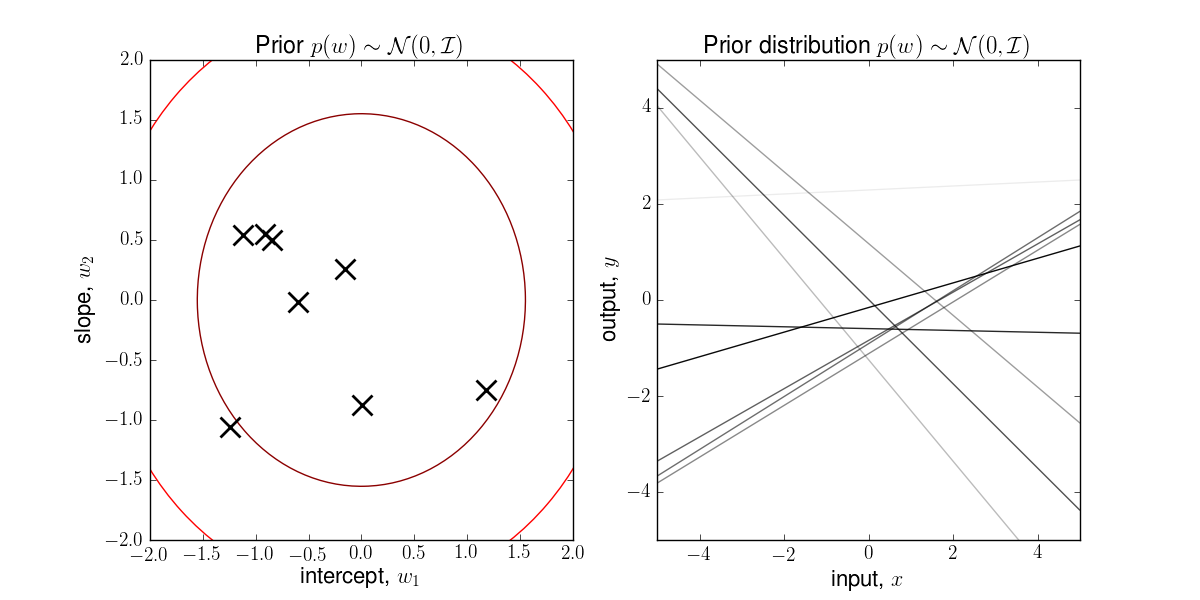 Prior p(w) ∼ 𝒩(0, ℐ)
2.0
1.5
1.0
0.5
0.0
−0.5
−1.0
−1.5
−2.0
slope, w₂
−2.0 −1.5 −1.0 −0.5 0.0 0.5 1.0 1.5 2.0
intercept, w₁
Prior distribution p(w) ∼ 𝒩(0, ℐ)
4
2
0
−2
−4
output, y
−4 −2 0 2 4
input, x